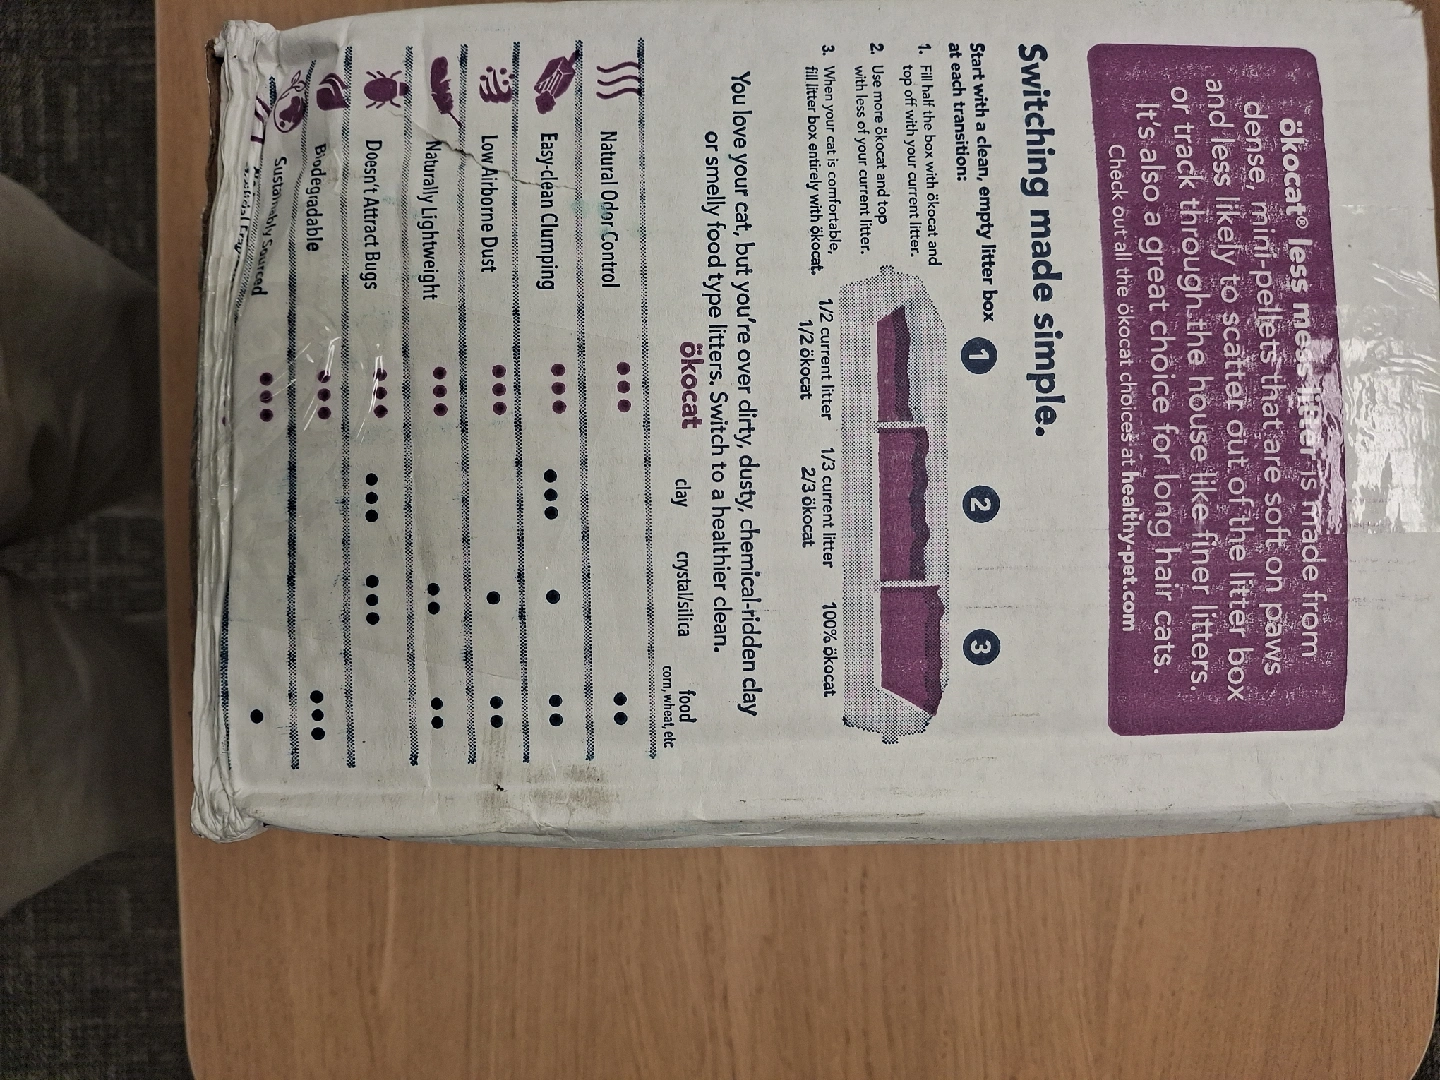 ökocat® less mess litter is made from
dense, mini-pellets that are soft on paws
and less likely to scatter out of the litter box
or track through the house like finer litters.
It's also a great choice for long hair cats.
Check out all the ökocat choices at healthy-pet.com
Switching made simple.
Start with a clean, empty litter box
at each transition:
1. Fill half the box with ökocat and
top off with your current litter.
2. Use more ökocat and top
with less of your current litter.
3. When your cat is comfortable,
fill litter box entirely with ökocat.
1 2 3
1/2 current litter 1/3 current litter 100% ökocat
1/2 ökocat 2/3 ökocat
You love your cat, but you're over dirty, dusty, chemical-ridden clay
or smelly food type litters. Switch to a healthier clean.
ökocat clay crystal/silica food
corn, wheat, etc
Natural Odor Control
Easy-clean Clumping
Low Airborne Dust
Naturally Lightweight
Doesn't Attract Bugs
Biodegradable
Sustainably Sourced